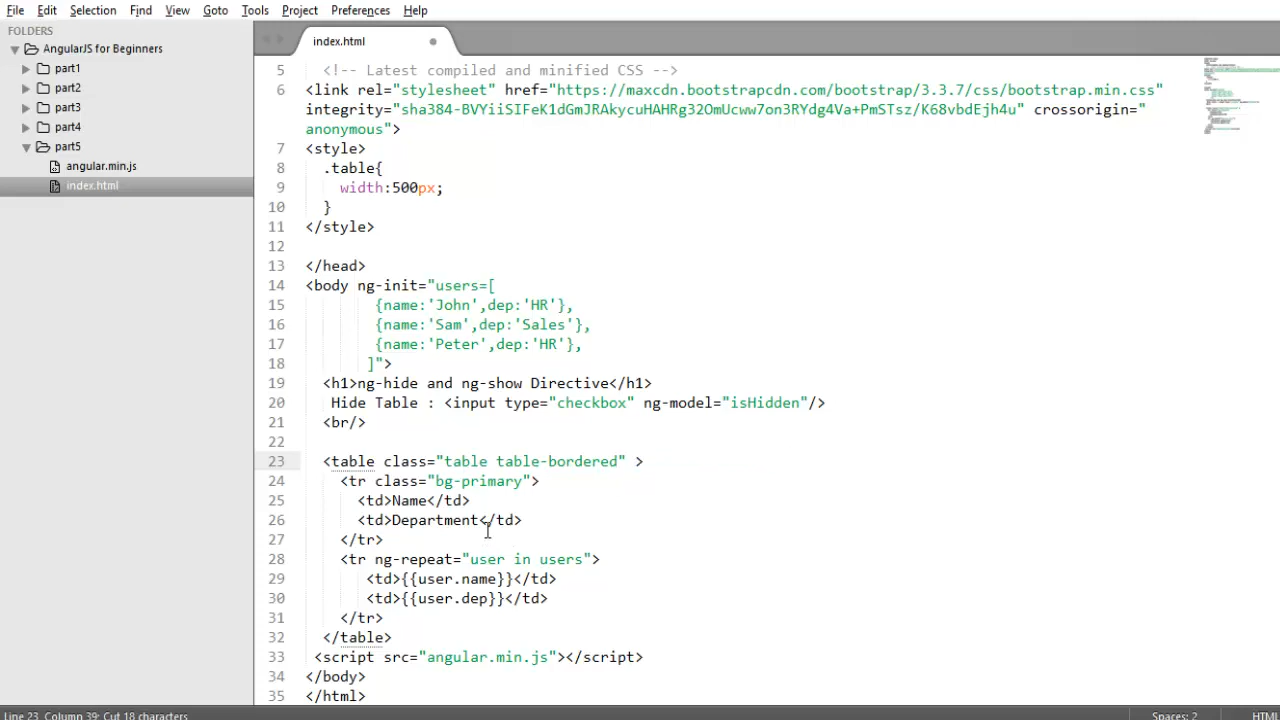 File Edit Selection Find View Goto Tools Project Preferences Help
FOLDERS
AngularJS for Beginners
part1
part2
part3
part4
part5
angular.min.js
index.html
index.html
5 <!-- Latest compiled and minified CSS -->
6 <link rel="stylesheet" href="https://maxcdn.bootstrapcdn.com/bootstrap/3.3.7/css/bootstrap.min.css"
integrity="sha384-BVYiiSIFeK1dGmJRAkycuHAHRg32OmUcww7on3RYdg4Va+PmSTsz/K68vbdEjh4u" crossorigin="
anonymous">
7 <style>
8 .table{
9 width:500px;
10 }
11 </style>
12
13 </head>
14 <body ng-init="users=[
15 {name:'John',dep:'HR'},
16 {name:'Sam',dep:'Sales'},
17 {name:'Peter',dep:'HR'},
18 ]">
19 <h1>ng-hide and ng-show Directive</h1>
20 Hide Table : <input type="checkbox" ng-model="isHidden"/>
21 <br/>
22
23 <table class="table table-bordered" >
24 <tr class="bg-primary">
25 <td>Name</td>
26 <td>Department</td>
27 </tr>
28 <tr ng-repeat="user in users">
29 <td>{{user.name}}</td>
30 <td>{{user.dep}}</td>
31 </tr>
32 </table>
33 <script src="angular.min.js"></script>
34 </body>
35 </html>
Line 23, Column 39; Cut 18 characters Spaces: 2 HTML